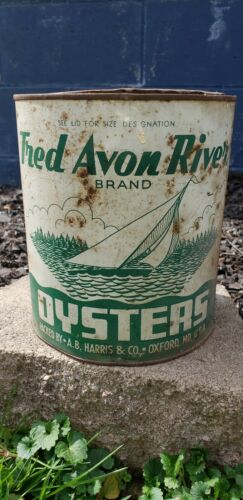 SEE LID FOR SIZE DESIGNATION
Tred Avon River
BRAND
OYSTERS
PACKED BY • A.B. HARRIS & CO. • OXFORD, MD. U.S.A.